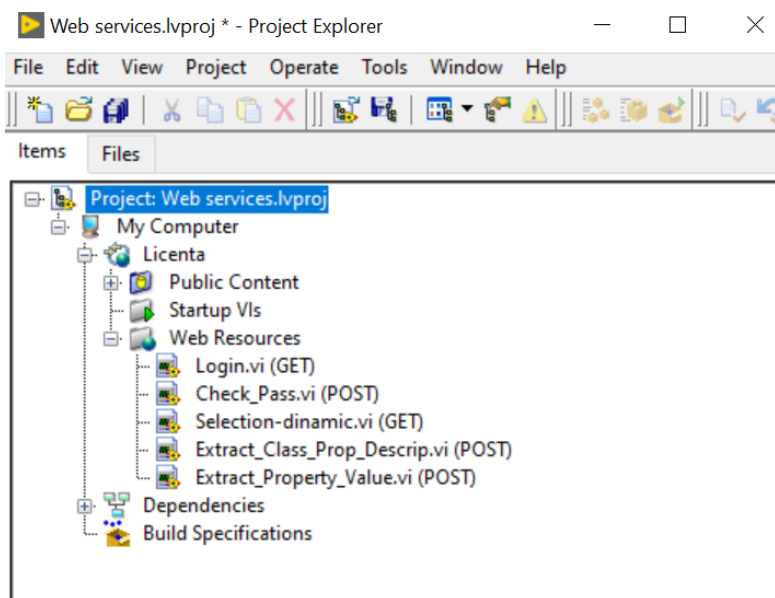 Web services.lvproj * - Project Explorer
File Edit View Project Operate Tools Window Help
Items Files
Project: Web services.lvproj
My Computer
Licenta
Public Content
Startup VIs
Web Resources
Login.vi (GET)
Check_Pass.vi (POST)
Selection-dinamic.vi (GET)
Extract_Class_Prop_Descrip.vi (POST)
Extract_Property_Value.vi (POST)
Dependencies
Build Specifications